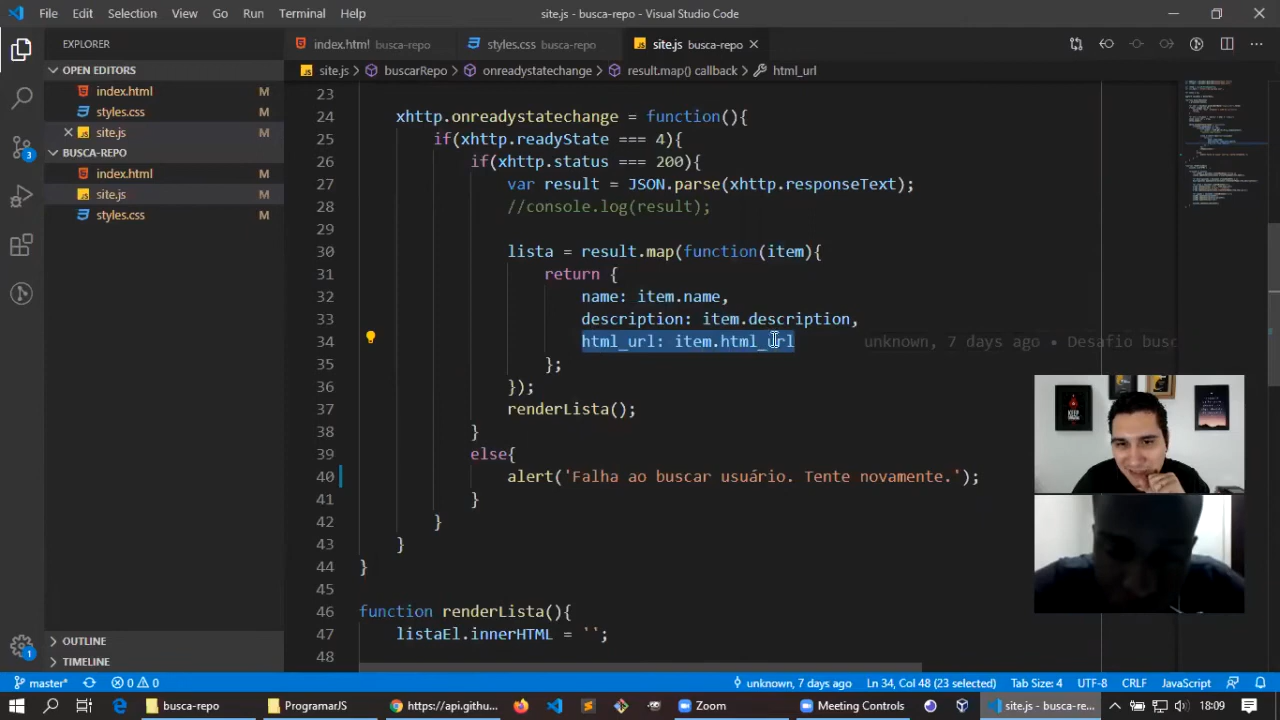 File Edit Selection View Go Run Terminal Help site.js - busca-repo - Visual Studio Code
EXPLORER
index.html busca-repo
styles.css busca-repo
site.js busca-repo
OPEN EDITORS
site.js > buscarRepo > onreadystatechange > result.map() callback > html_url
index.html M
styles.css M
site.js M
BUSCA-REPO
index.html M
site.js M
styles.css M
3
23
24 xhttp.onreadystatechange = function(){
25 if(xhttp.readyState === 4){
26 if(xhttp.status === 200){
27 var result = JSON.parse(xhttp.responseText);
28 //console.log(result);
29
30 lista = result.map(function(item){
31 return {
32 name: item.name,
33 description: item.description,
34 html_url: item.html_url unknown, 7 days ago • Desafio busc
35 };
36 });
37 renderLista();
38 }
39 else{
40 alert('Falha ao buscar usuário. Tente novamente.');
41 }
42 }
43 }
44 }
45
46 function renderLista(){
47 listaEl.innerHTML = ``;
48
OUTLINE
TIMELINE
1
master* 0 0 unknown, 7 days ago Ln 34, Col 48 (23 selected) Tab Size: 4 UTF-8 CRLF JavaScript
busca-repo ProgramarJS https://api.githu... Zoom Meeting Controls site.js - busca-repo ... 18:09